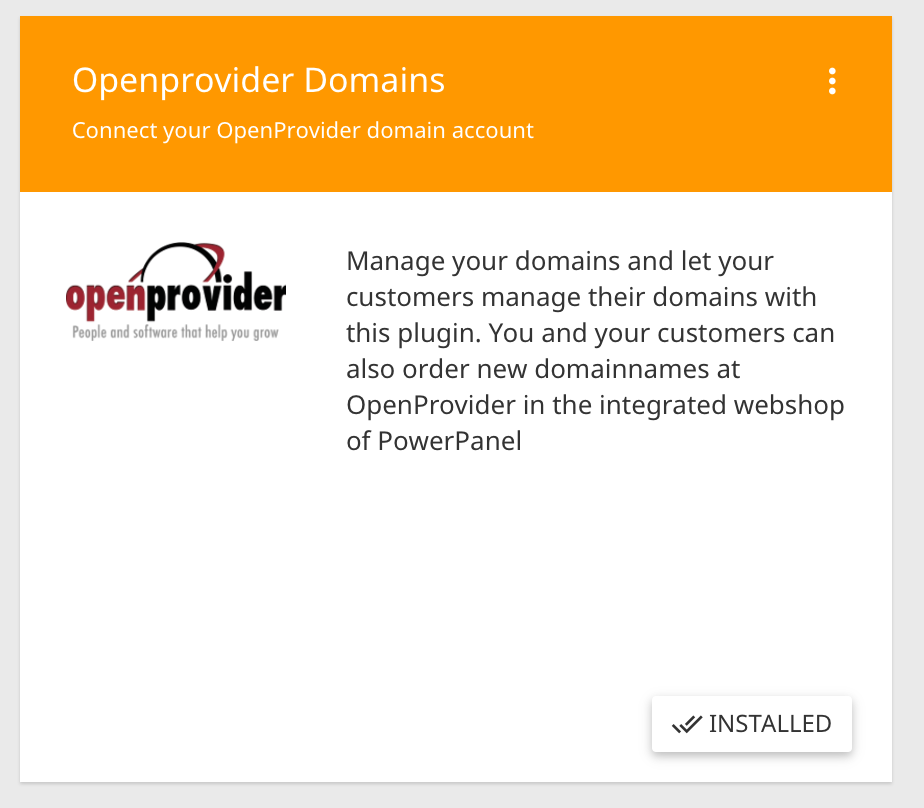 Openprovider Domains
Connect your OpenProvider domain account
openprovider
People and software that help you grow
Manage your domains and let your
customers manage their domains with
this plugin. You and your customers can
also order new domainnames at
OpenProvider in the integrated webshop
of PowerPanel
INSTALLED